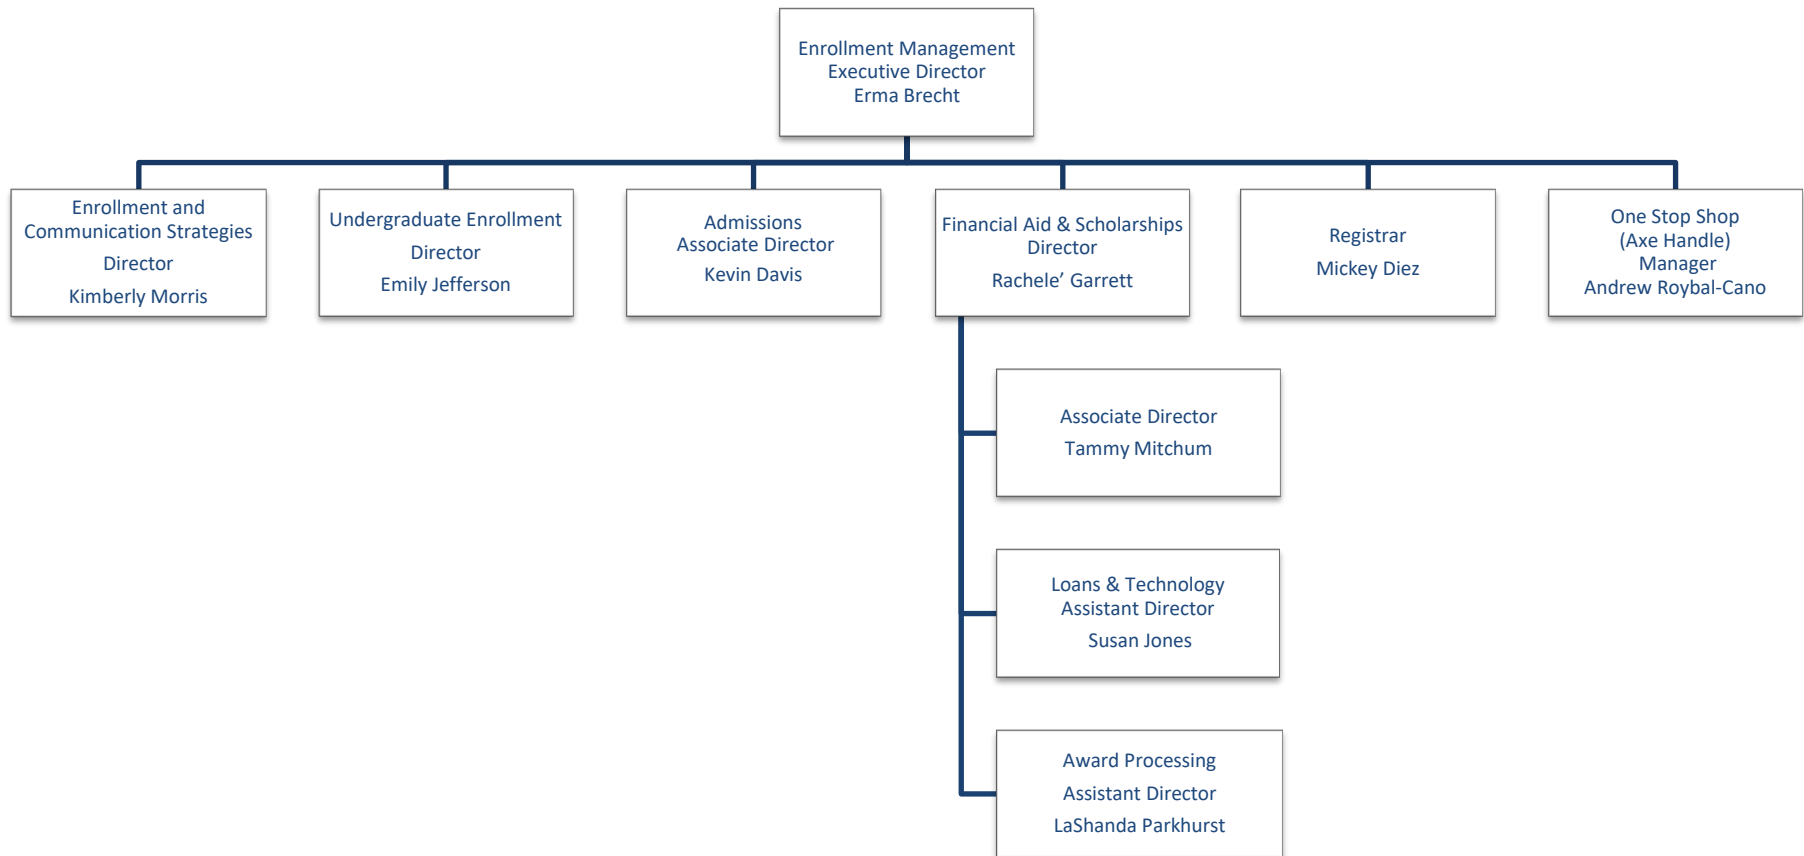 Enrollment Management
Executive Director
Erma Brecht
Enrollment and
Communication Strategies
Director
Kimberly Morris
Undergraduate Enrollment
Director
Emily Jefferson
Admissions
Associate Director
Kevin Davis
Financial Aid & Scholarships
Director
Rachele’ Garrett
Registrar
Mickey Diez
One Stop Shop
(Axe Handle)
Manager
Andrew Roybal-Cano
Associate Director
Tammy Mitchum
Loans & Technology
Assistant Director
Susan Jones
Award Processing
Assistant Director
LaShanda Parkhurst